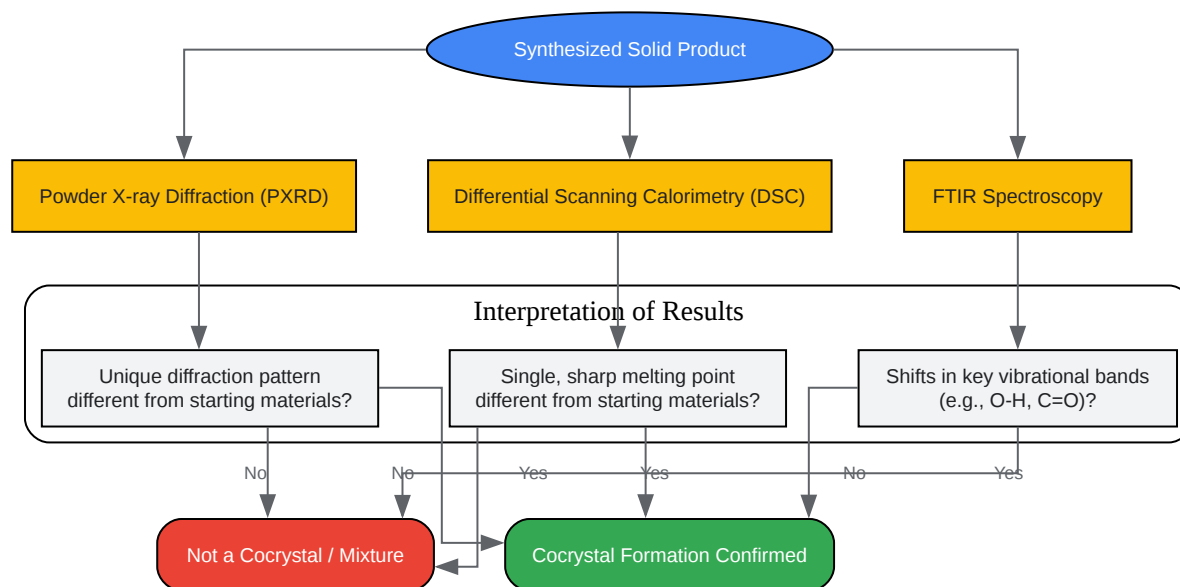 Synthesized Solid Product
Powder X-ray Diffraction (PXRD)
Differential Scanning Calorimetry (DSC)
FTIR Spectroscopy
Interpretation of Results
Unique diffraction pattern
different from starting materials?
Single, sharp melting point
different from starting materials?
Shifts in key vibrational bands
(e.g., O-H, C=O)?
No
No
Yes
Yes
No
Yes
Not a Cocrystal / Mixture
Cocrystal Formation Confirmed